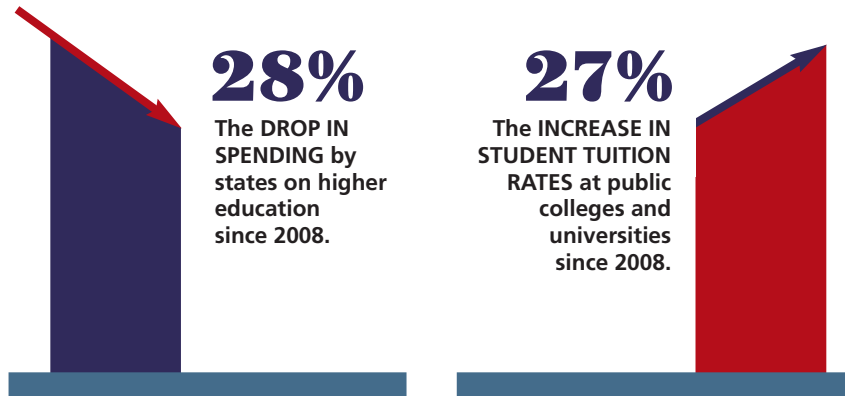 28%
The DROP IN
SPENDING by
states on higher
education
since 2008.
27%
The INCREASE IN
STUDENT TUITION
RATES at public
colleges and
universities
since 2008.